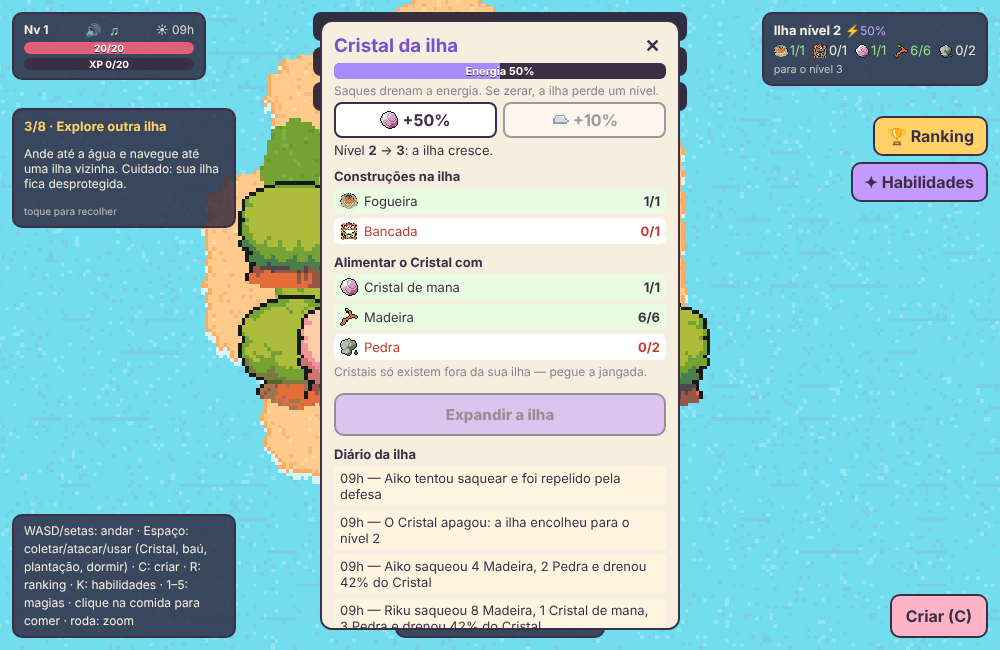 Nv 1
09h
20/20
XP 0/20
3/8 · Explore outra ilha
Ande até a água e navegue até
uma ilha vizinha. Cuidado: sua ilha
fica desprotegida.
toque para recolher
WASD/setas: andar · Espaço:
coletar/atacar/usar (Cristal, baú,
plantação, dormir) · C: criar · R:
ranking · K: habilidades · 1–5:
magias · clique na comida para
comer · roda: zoom
Cristal da ilha
✕
Energia 50%
Saques drenam a energia. Se zerar, a ilha perde um nível.
+50%
+10%
Nível 2 → 3: a ilha cresce.
Construções na ilha
Fogueira 1/1
Bancada 0/1
Alimentar o Cristal com
Cristal de mana 1/1
Madeira 6/6
Pedra 0/2
Cristais só existem fora da sua ilha — pegue a jangada.
Expandir a ilha
Diário da ilha
09h — Aiko tentou saquear e foi repelido pela
defesa
09h — O Cristal apagou: a ilha encolheu para o
nível 2
09h — Aiko saqueou 4 Madeira, 2 Pedra e drenou
42% do Cristal
09h — Riku saqueou 8 Madeira, 1 Cristal de mana,
3 Pedra e drenou 42% do Cristal
Ilha nível 2 ⚡50%
1/1 0/1 1/1 6/6 0/2
para o nível 3
🏆 Ranking
✦ Habilidades
Criar (C)